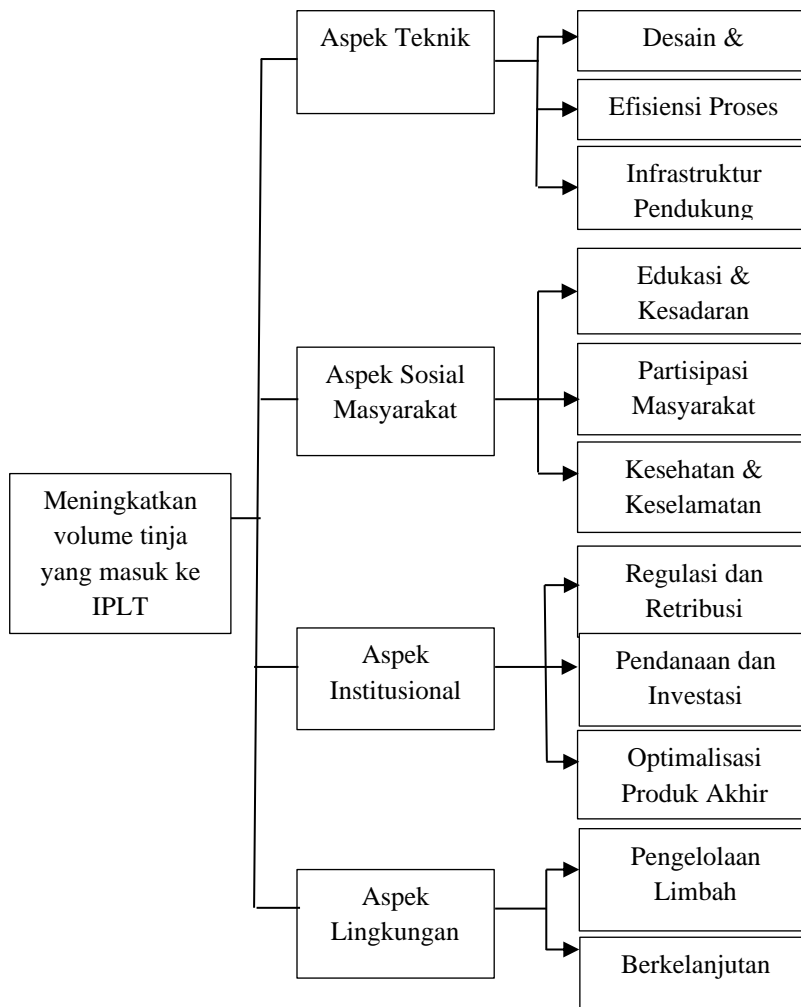 Meningkatkan
volume tinja
yang masuk ke
IPLT
Aspek Teknik
Desain &
Efisiensi Proses
Infrastruktur
Pendukung
Aspek Sosial
Masyarakat
Edukasi &
Kesadaran
Partisipasi
Masyarakat
Kesehatan &
Keselamatan
Aspek
Institusional
Regulasi dan
Retribusi
Pendanaan dan
Investasi
Optimalisasi
Produk Akhir
Aspek
Lingkungan
Pengelolaan
Limbah
Berkelanjutan